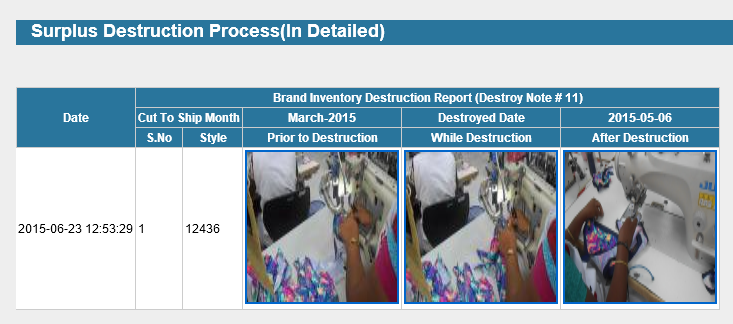 Surplus Destruction Process(In Detailed)
Brand Inventory Destruction Report (Destroy Note # 11)
Date
Cut To Ship Month March-2015 Destroyed Date 2015-05-06
S.No Style Prior to Destruction While Destruction After Destruction
2015-06-23 12:53:29 1 12436
JU